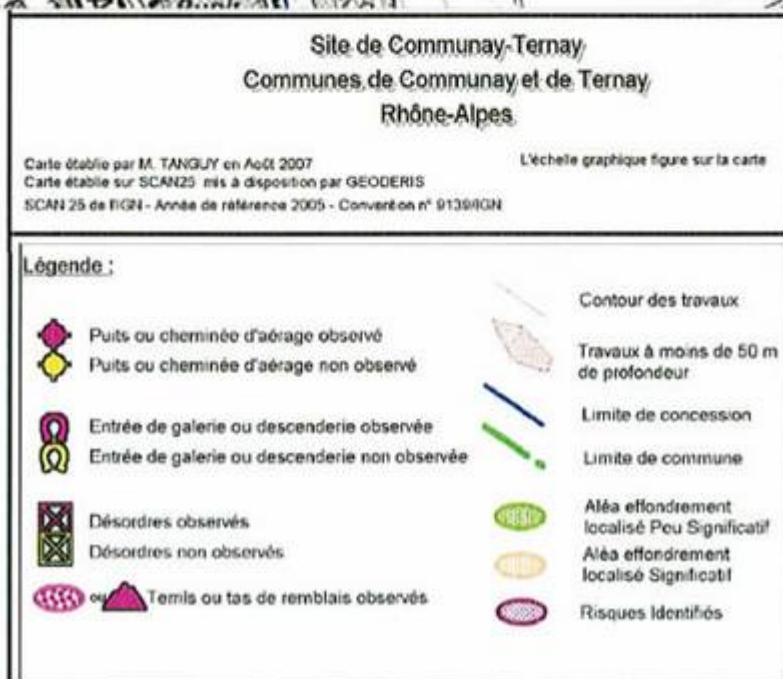 Site de Communay-Ternay
Communes de Communay et de Ternay
Rhône-Alpes
Carte établie par M. TANGUY en Août 2007
L'échelle graphique figure sur la carte
Carte établie sur SCAN25 mis à disposition par GEODERIS
SCAN 25 de l'IGN - Année de référence 2005 - Convention n° 9139/IGN
Légende :
Puits ou cheminée d'aérage observé
Puits ou cheminée d'aérage non observé
Entrée de galerie ou descenderie observée
Entrée de galerie ou descenderie non observée
Désordres observés
Désordres non observés
ou Terrils ou tas de remblais observés
Contour des travaux
Travaux à moins de 50 m
de profondeur
Limite de concession
Limite de commune
Aléa effondrement
localisé Peu Significatif
Aléa effondrement
localisé Significatif
Risques Identifiés